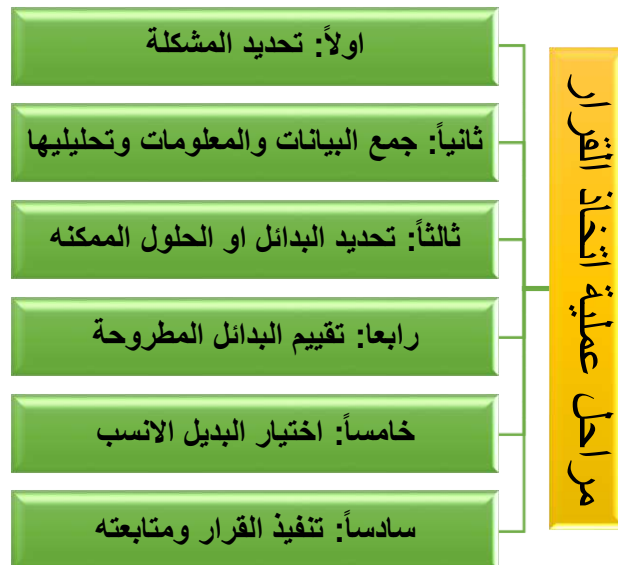 مراحل عملية اتخاذ القرار
اولاً: تحديد المشكلة
ثانياً: جمع البيانات والمعلومات وتحليليها
ثالثاً: تحديد البدائل او الحلول الممكنه
رابعا: تقييم البدائل المطروحة
خامساً: اختيار البديل الانسب
سادساً: تنفيذ القرار ومتابعته